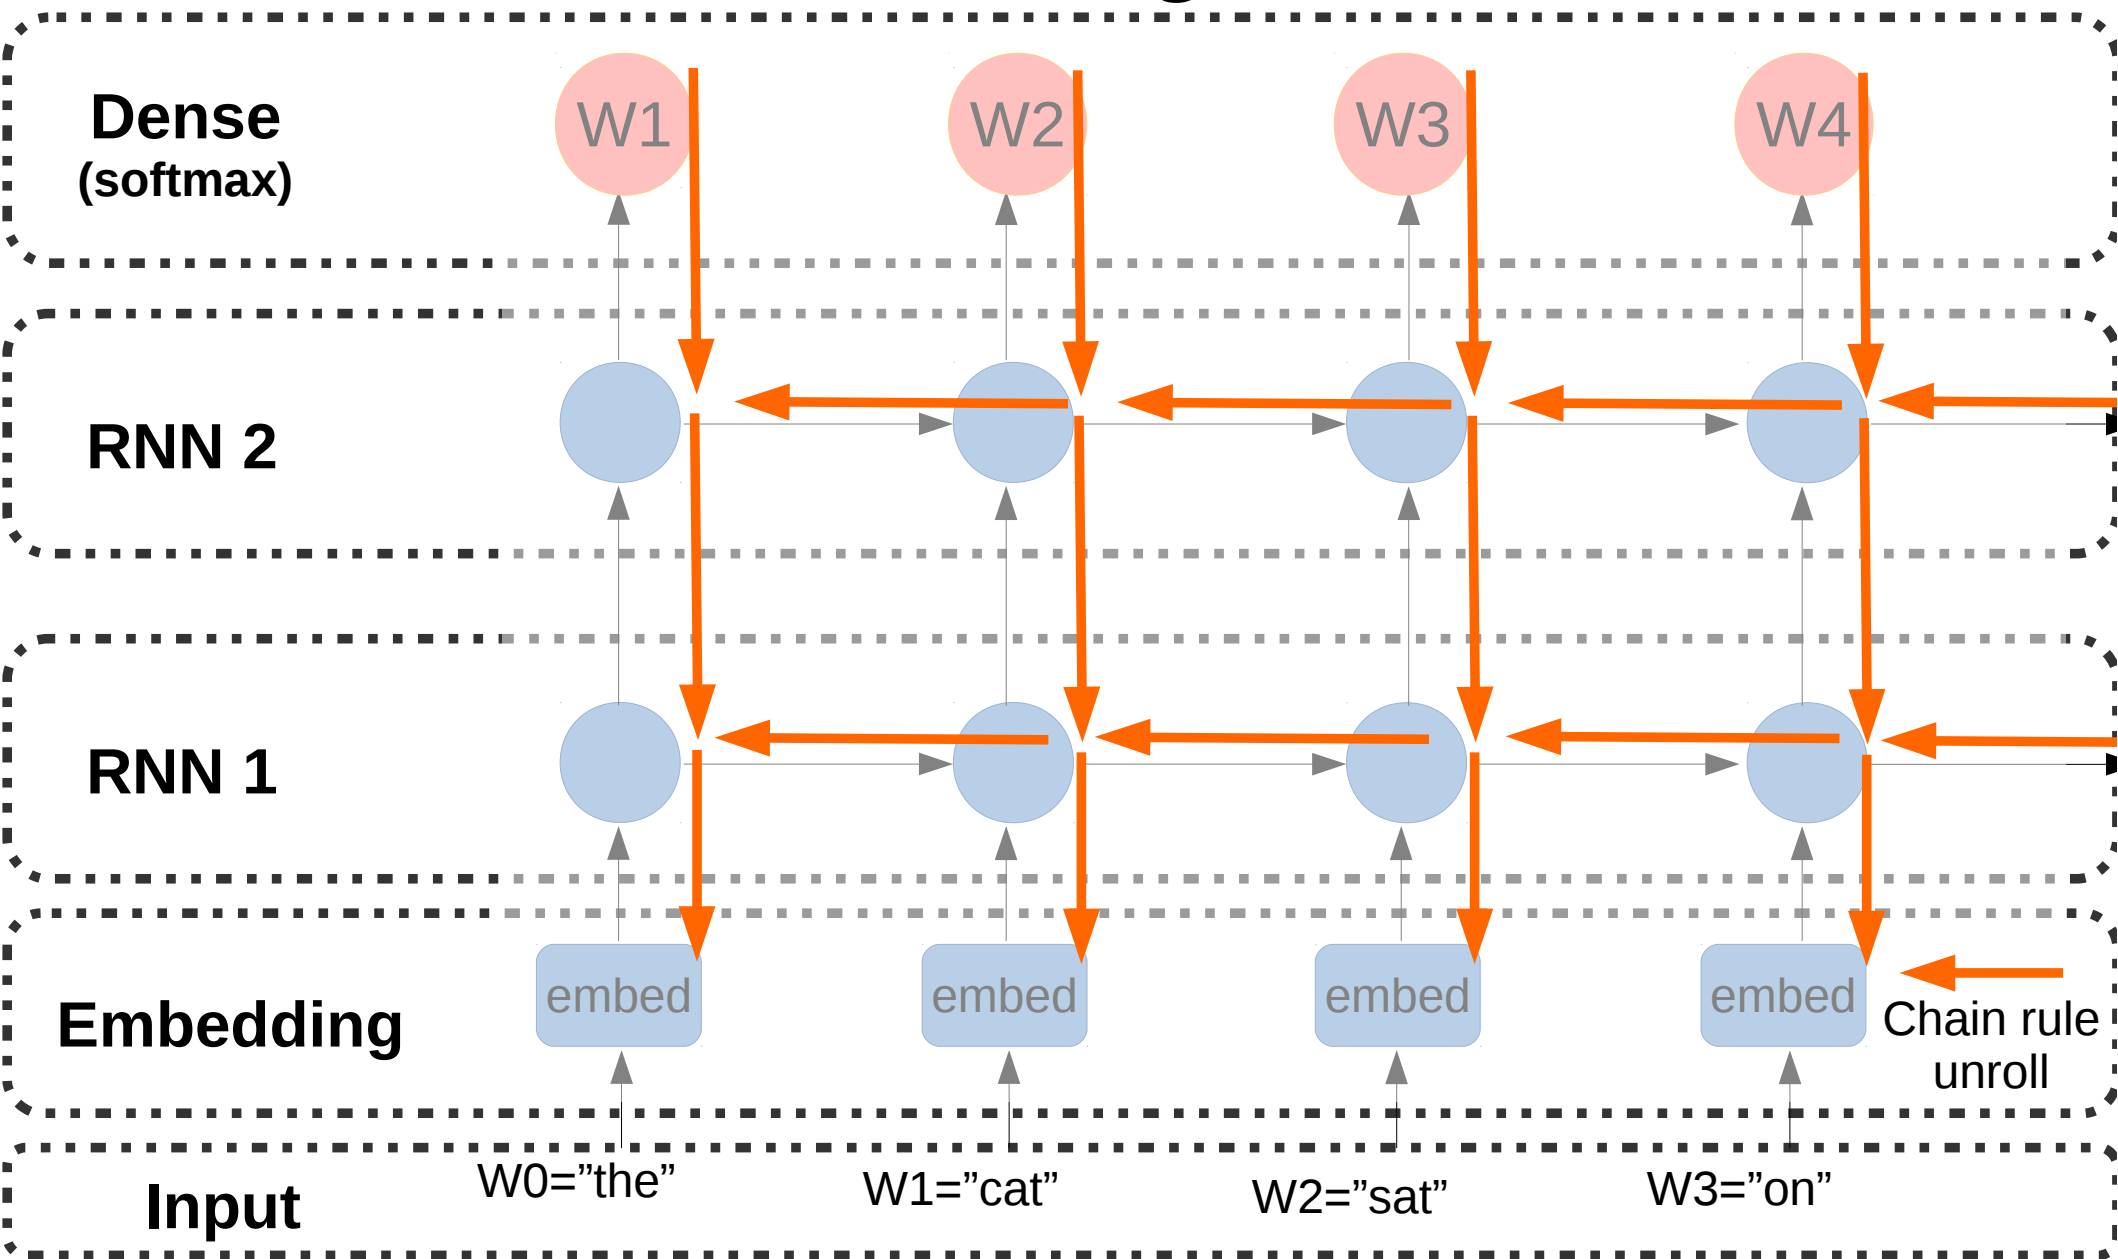 Dense
(softmax)
W1
W2
W3
W4
RNN 2
RNN 1
Embedding
embed
embed
embed
embed
Chain rule
unroll
Input
W0=”the”
W1=”cat”
W2=”sat”
W3=”on”